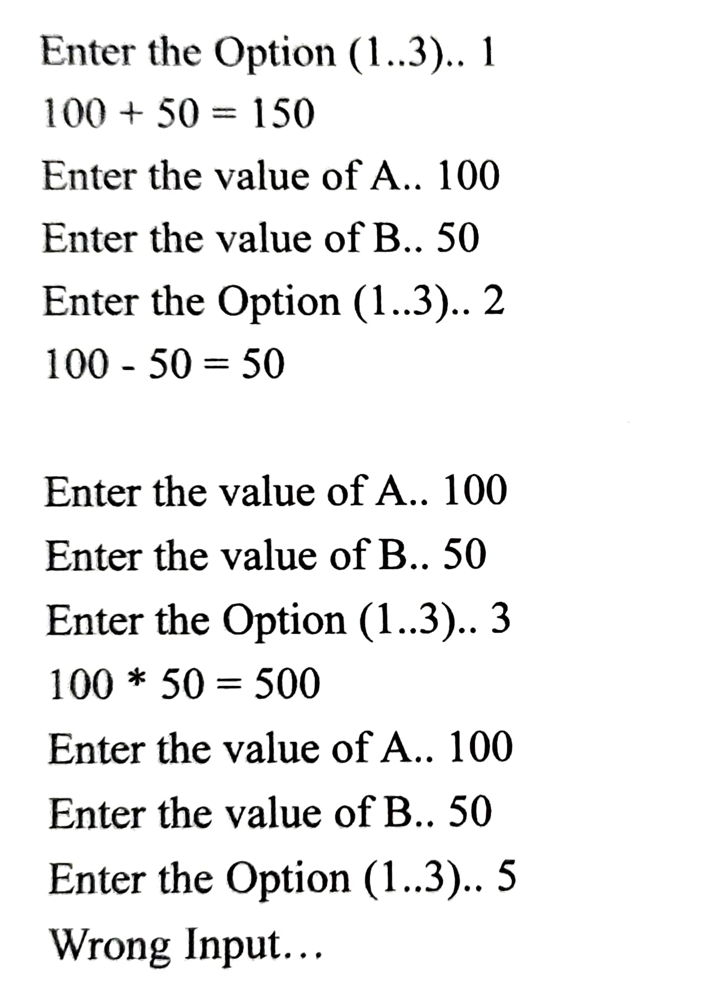 Enter the Option (1..3).. 1
100 + 50 = 150
Enter the value of A.. 100
Enter the value of B.. 50
Enter the Option (1..3).. 2
100 - 50 = 50
Enter the value of A.. 100
Enter the value of B.. 50
Enter the Option (1..3).. 3
100 * 50 = 500
Enter the value of A.. 100
Enter the value of B.. 50
Enter the Option (1..3).. 5
Wrong Input...